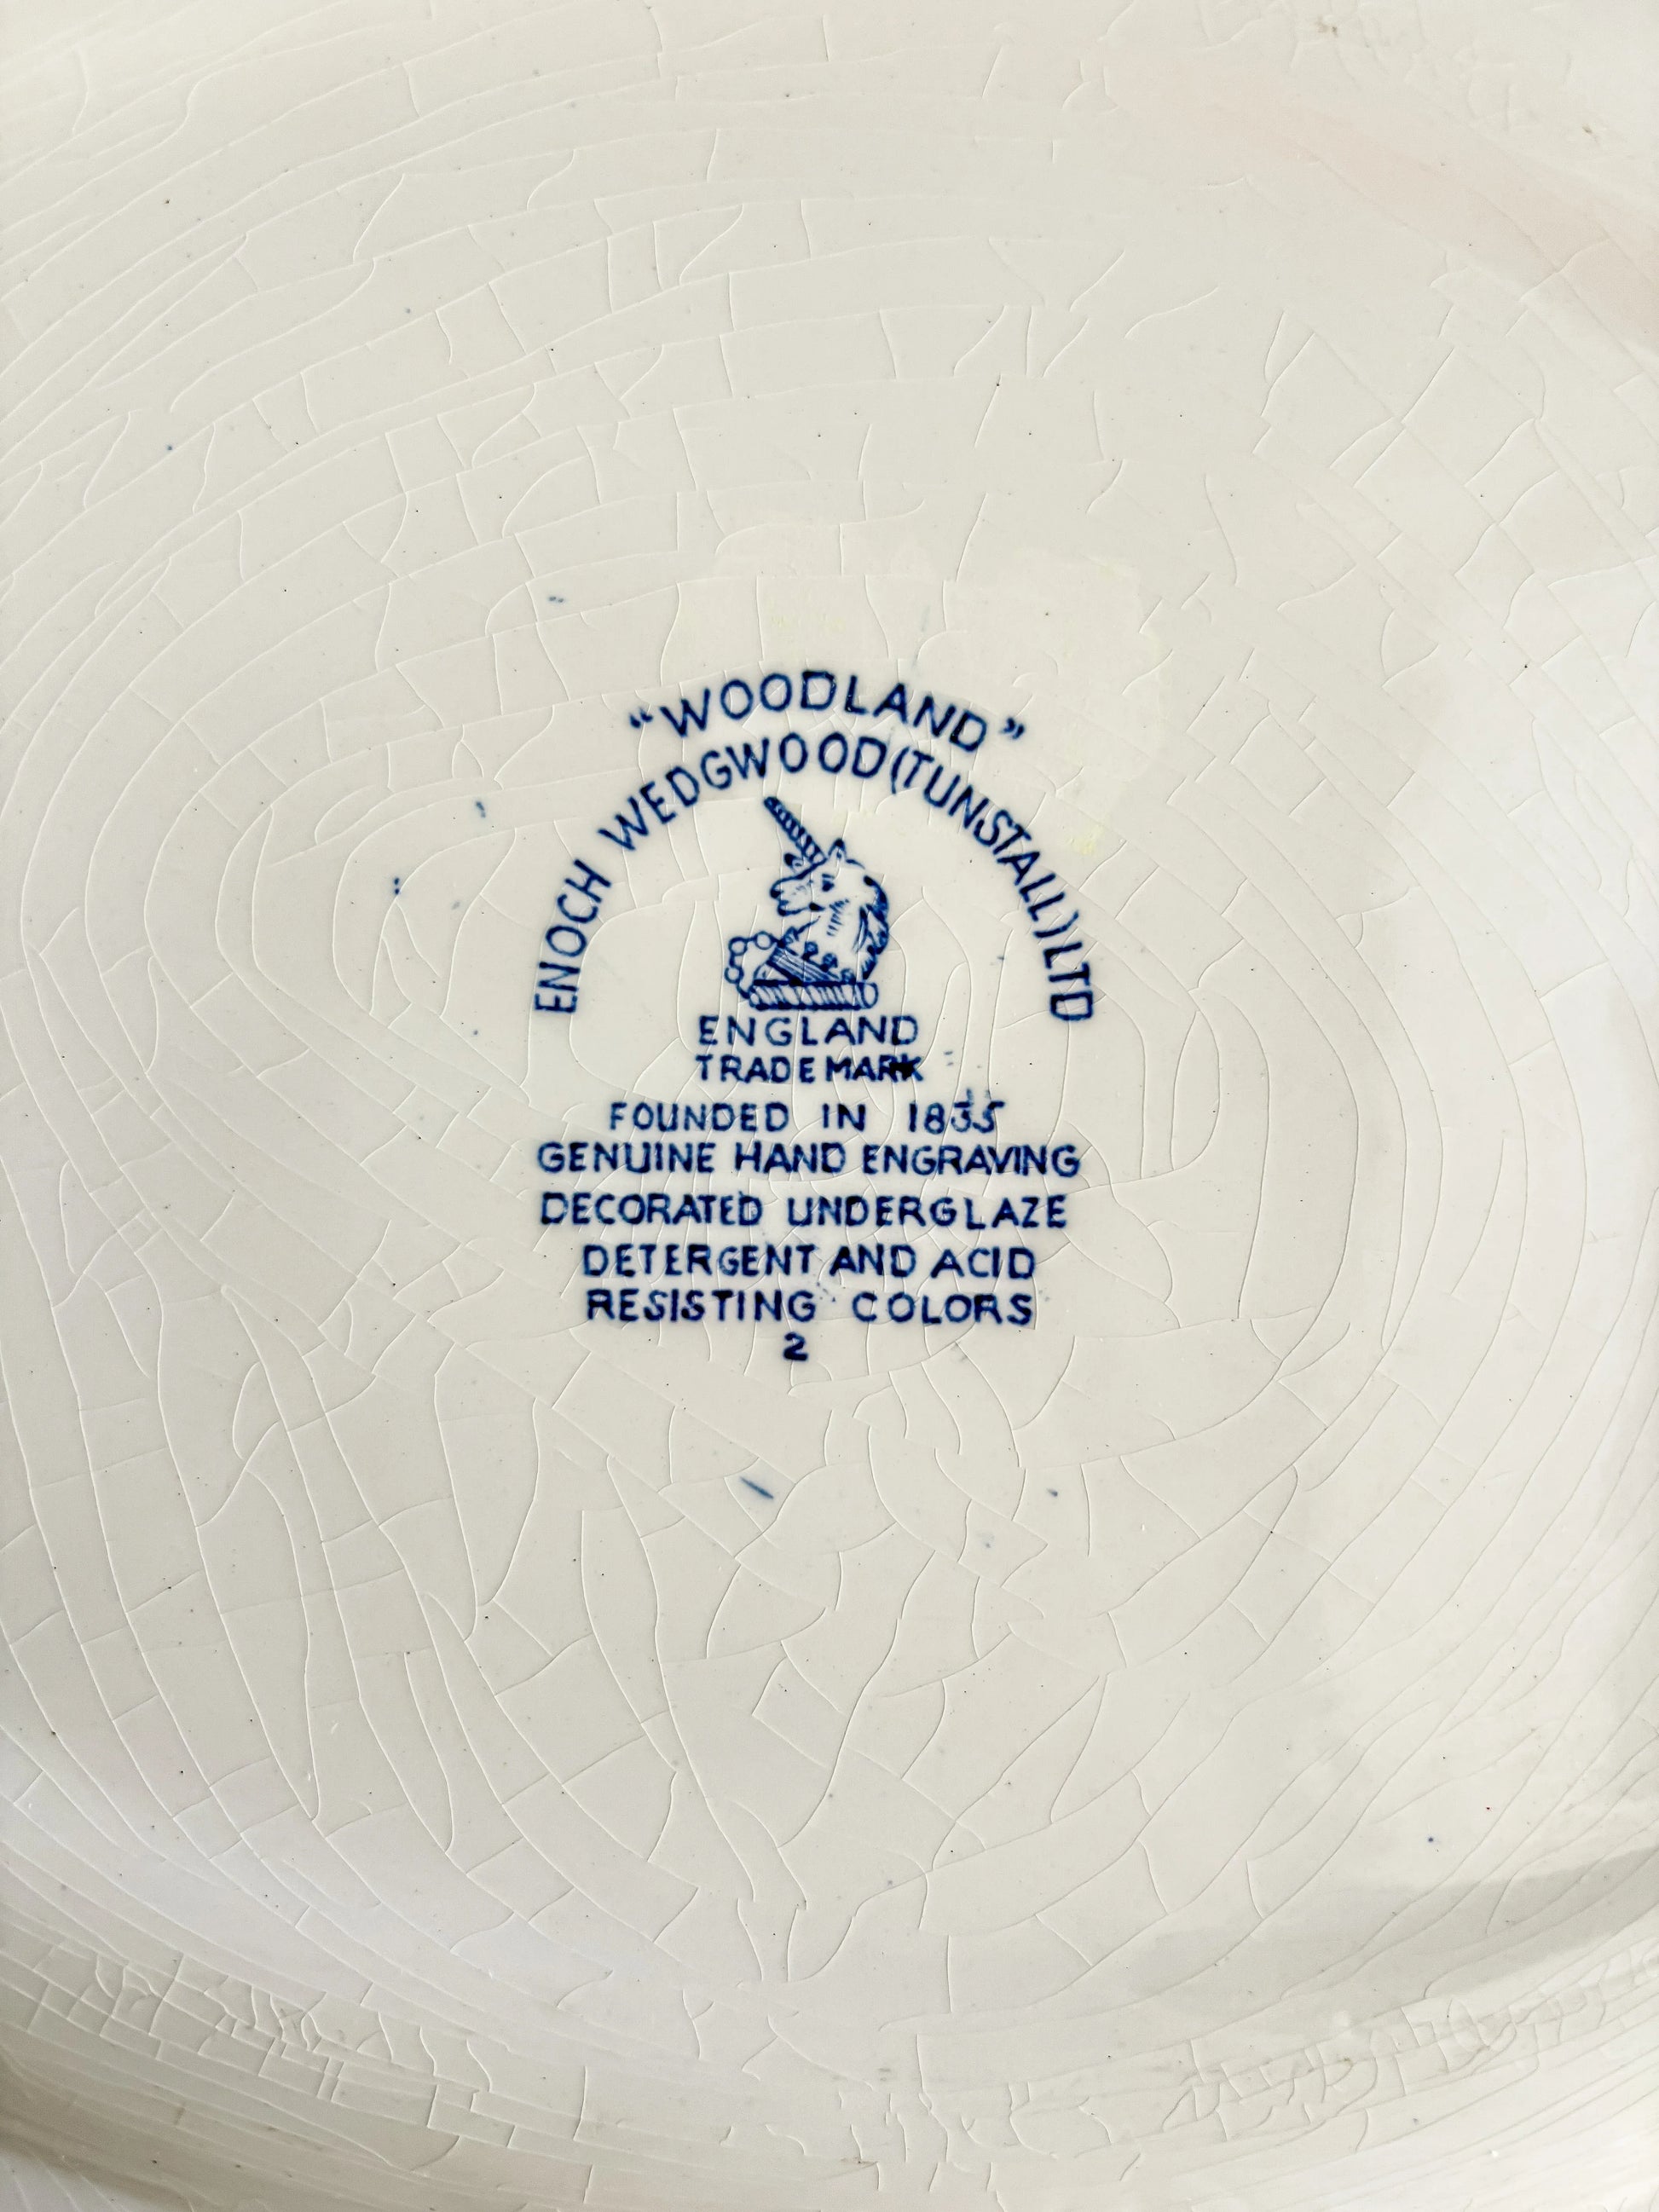 “WOODLAND”
ENOCH WEDGWOOD (TUNSTALL) LTD
ENGLAND
TRADE MARK
FOUNDED IN 1835
GENUINE HAND ENGRAVING
DECORATED UNDERGLAZE
DETERGENT AND ACID
RESISTING COLORS
2